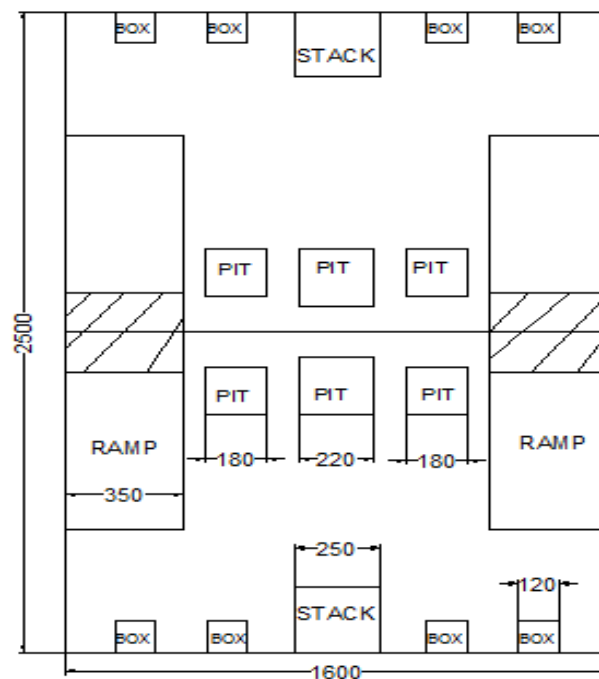 BOX BOX BOX BOX
STACK
PIT PIT PIT
2500
PIT PIT PIT
RAMP RAMP
180 220 180
350
250
120
STACK
BOX BOX BOX BOX
1600